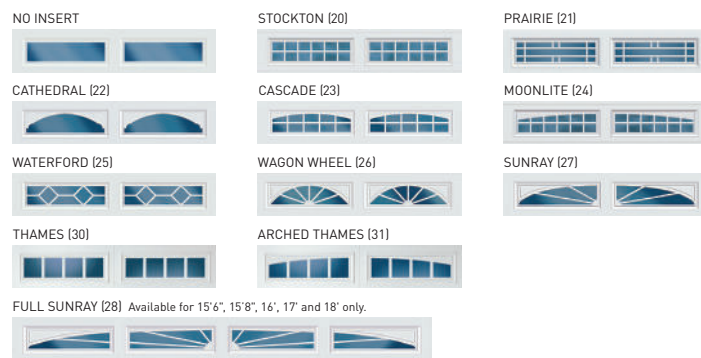 NO INSERT
STOCKTON (20)
PRAIRIE (21)
CATHEDRAL (22)
CASCADE (23)
MOONLITE (24)
WATERFORD (25)
WAGON WHEEL (26)
SUNRAY (27)
THAMES (30)
ARCHED THAMES (31)
FULL SUNRAY (28) Available for 15'6", 15'8", 16', 17' and 18' only.